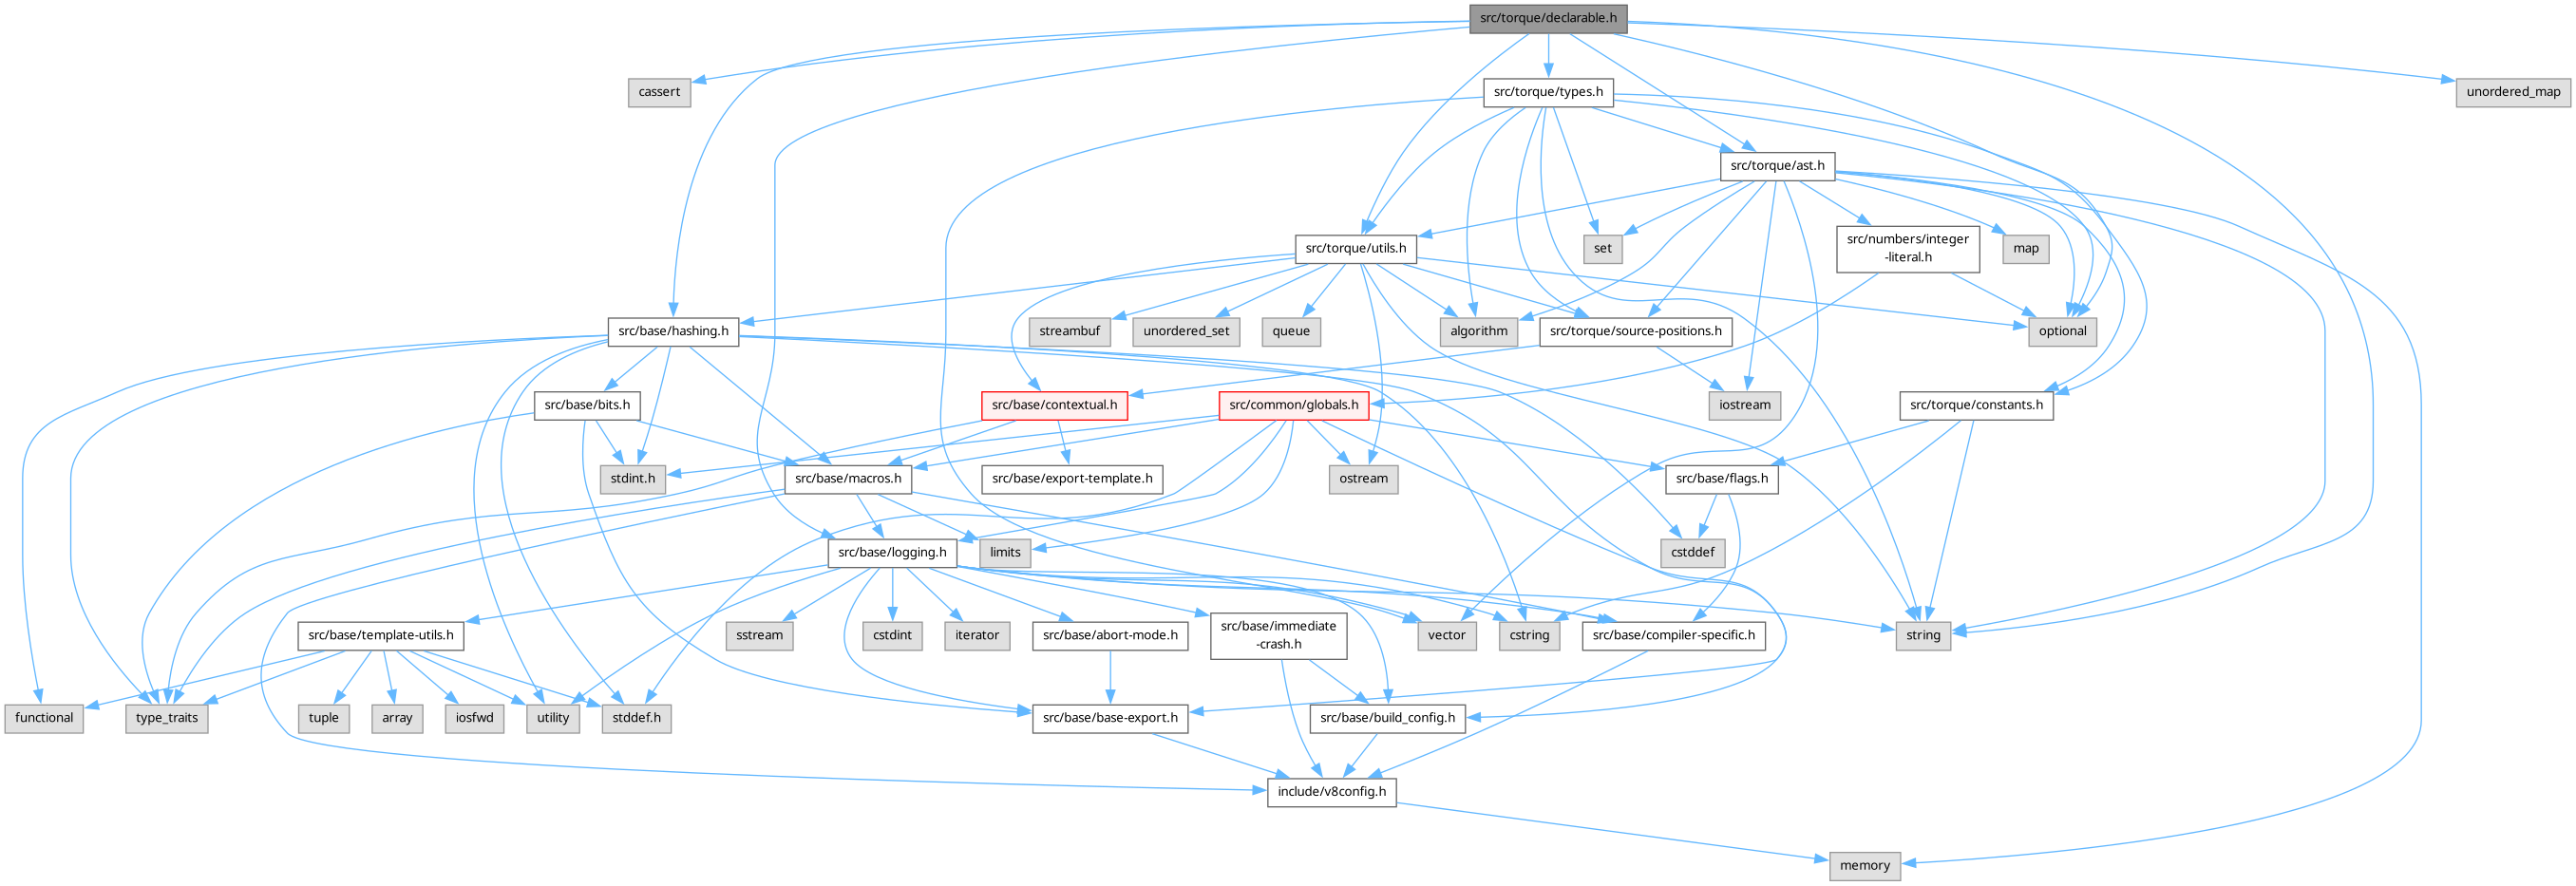 src/torque/declarable.h
cassert
src/torque/types.h
unordered_map
src/torque/ast.h
src/torque/utils.h
set
src/numbers/integer
-literal.h
map
src/base/hashing.h
streambuf
unordered_set
queue
algorithm
src/torque/source-positions.h
optional
src/base/bits.h
src/base/contextual.h
src/common/globals.h
iostream
src/torque/constants.h
stdint.h
src/base/macros.h
src/base/export-template.h
ostream
src/base/flags.h
src/base/logging.h
limits
cstddef
src/base/template-utils.h
sstream
cstdint
iterator
src/base/abort-mode.h
src/base/immediate
-crash.h
vector
cstring
src/base/compiler-specific.h
string
functional
type_traits
tuple
array
iosfwd
utility
stddef.h
src/base/base-export.h
src/base/build_config.h
include/v8config.h
memory